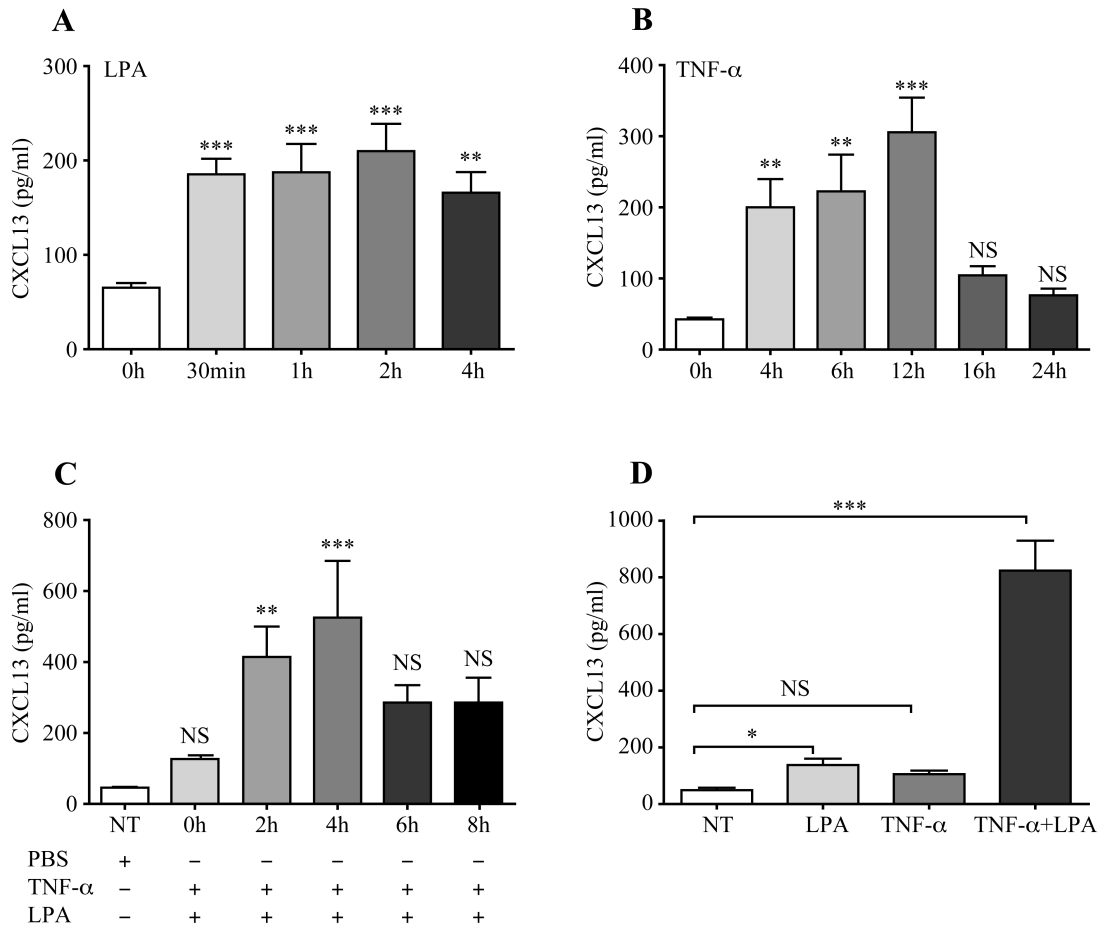 A
LPA
CXCL13 (pg/ml)
300
200
100
0
***
***
***
**
0h 30min 1h 2h 4h
B
TNF-α
CXCL13 (pg/ml)
400
300
200
100
0
**
**
***
NS
NS
0h 4h 6h 12h 16h 24h
C
CXCL13 (pg/ml)
800
600
400
200
0
NS
**
***
NS
NS
NT 0h 2h 4h 6h 8h
PBS + − − − − −
TNF-α − + + + + +
LPA − + + + + +
D
CXCL13 (pg/ml)
1000
800
600
400
200
0
***
NS
*
NT LPA TNF-α TNF-α+LPA